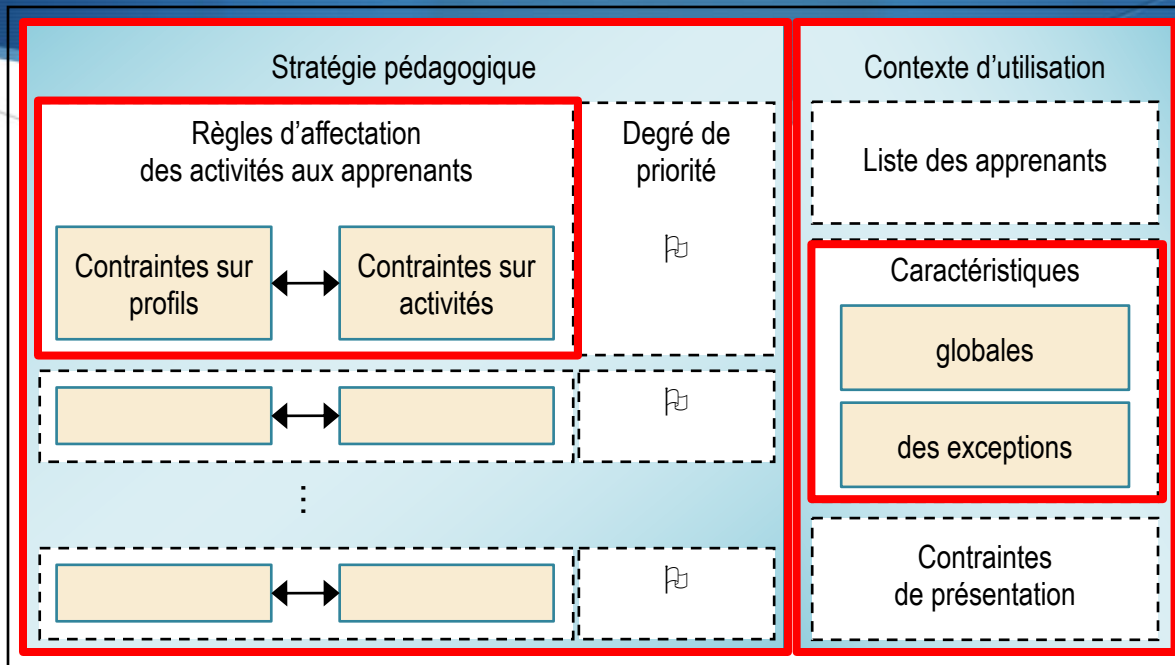 Stratégie pédagogique
Règles d'affectation
des activités aux apprenants
Degré de
priorité
Contraintes sur
profils
Contraintes sur
activités
⋮
Contexte d'utilisation
Liste des apprenants
Caractéristiques
globales
des exceptions
Contraintes
de présentation